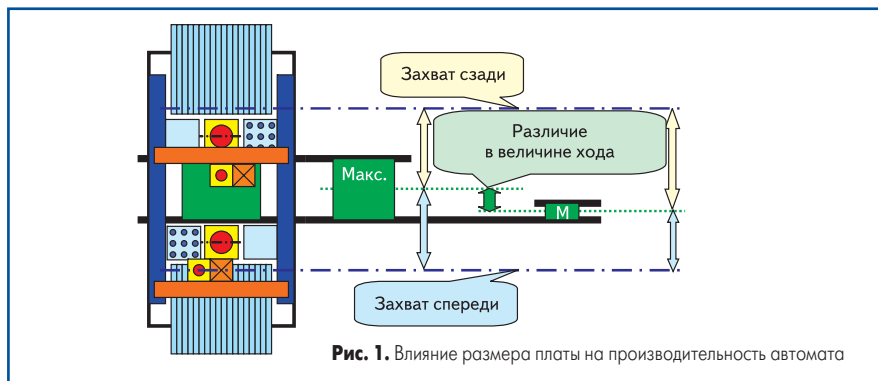 Захват сзади
Различие
в величине хода
Макс.
М
Захват спереди
Рис. 1. Влияние размера платы на производительность автомата